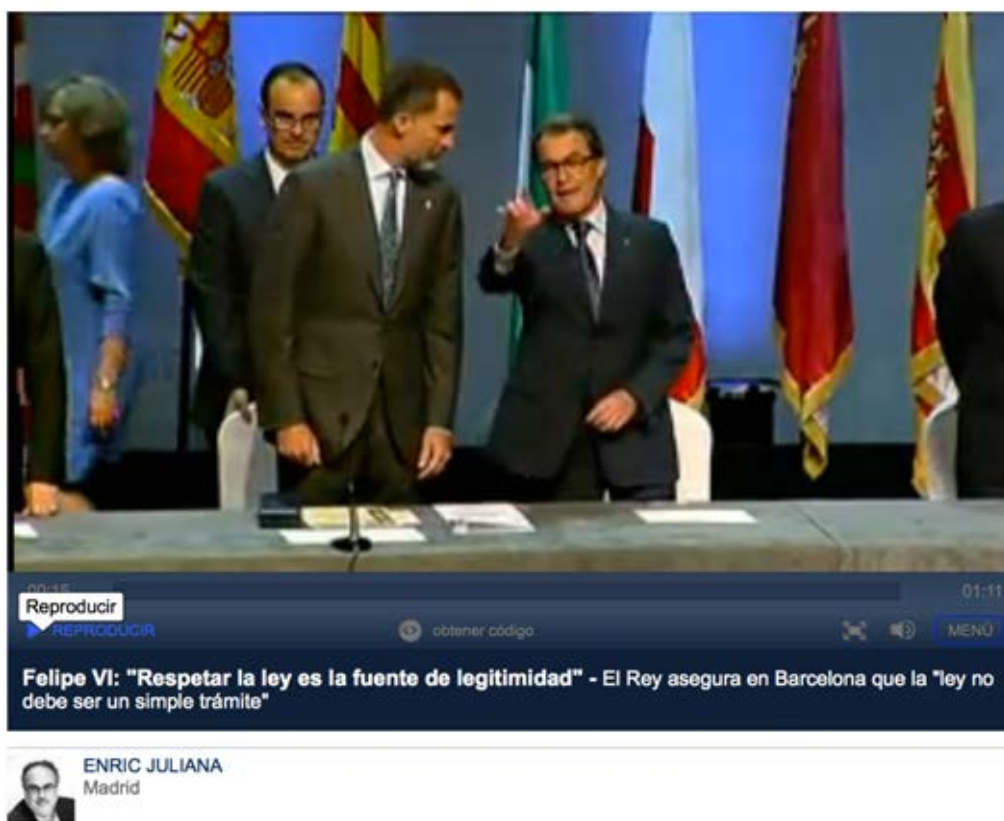 00:15
01:11
Reproducir
REPRODUCIR
obtener código
MENÚ
Felipe VI: "Respetar la ley es la fuente de legitimidad" - El Rey asegura en Barcelona que la "ley no
debe ser un simple trámite"
ENRIC JULIANA
Madrid